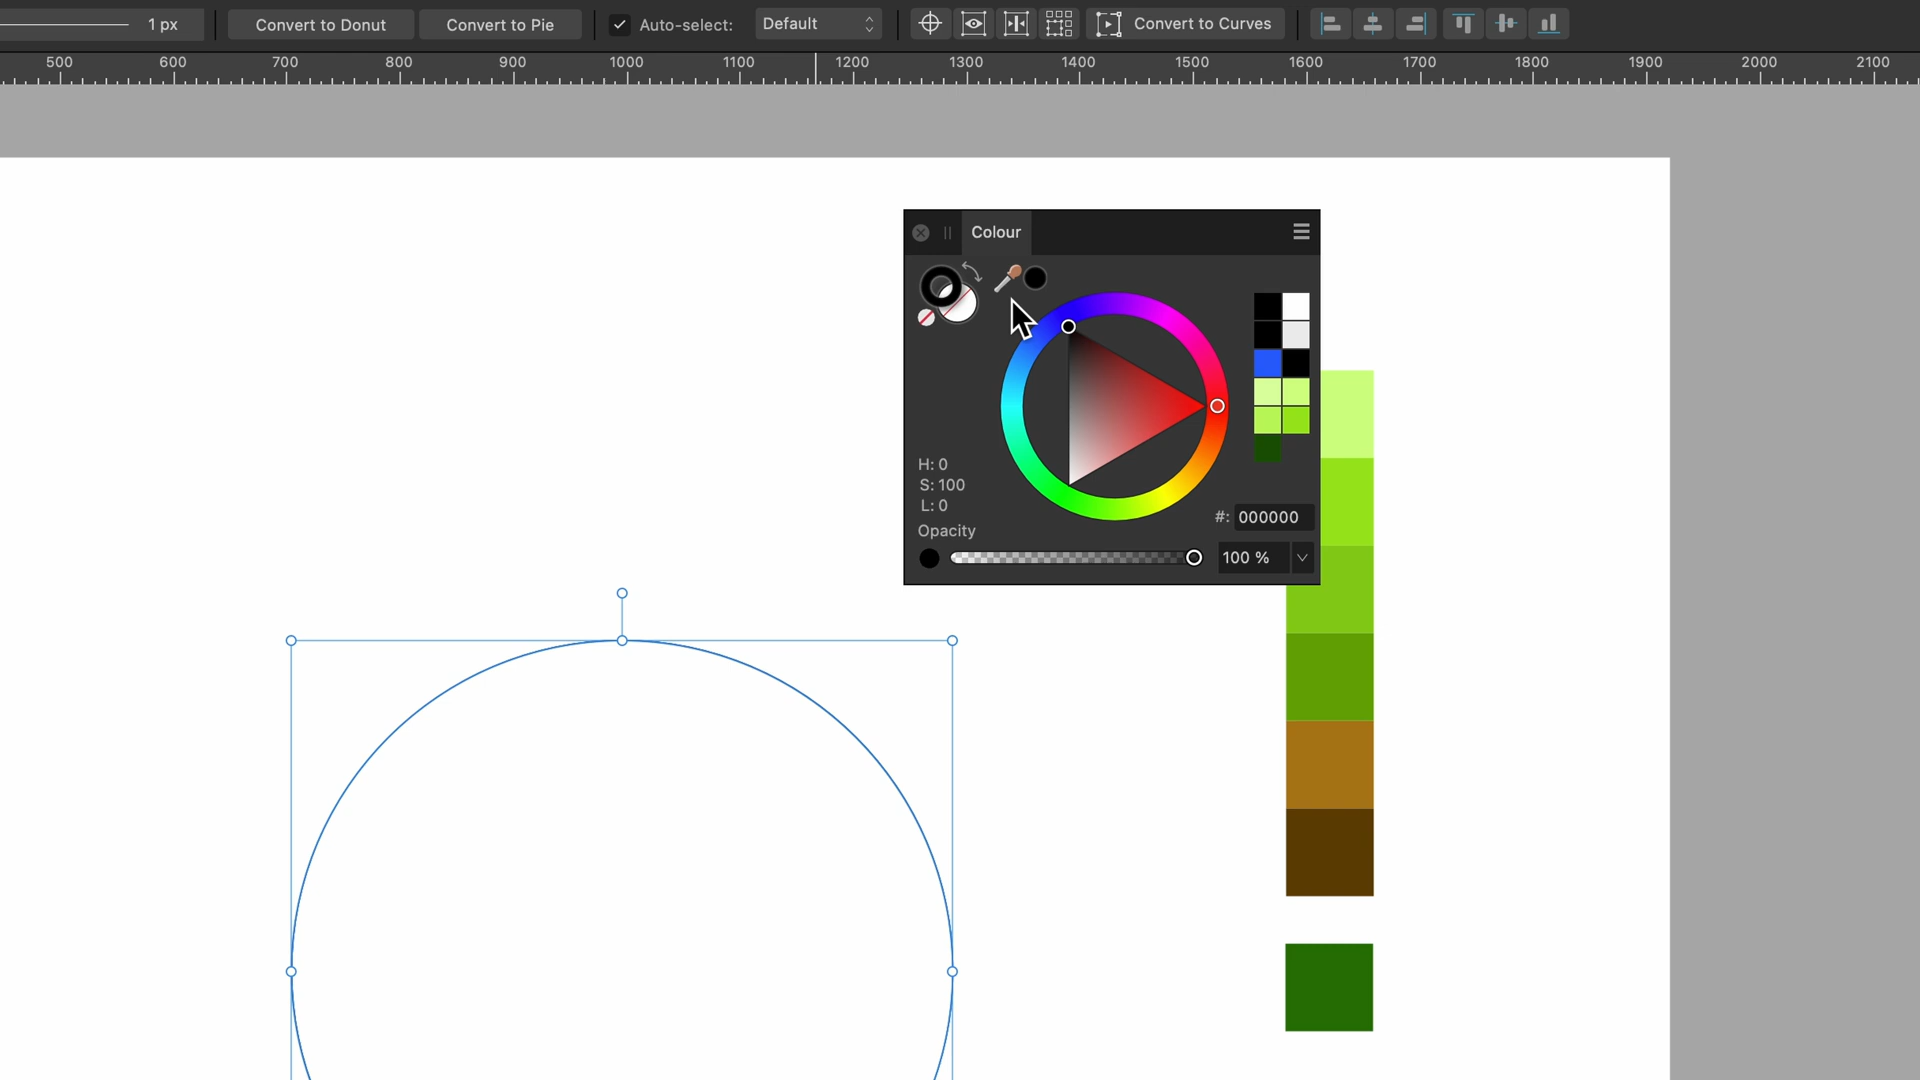 1 px Convert to Donut Convert to Pie Auto-select: Default Convert to Curves
500 600 700 800 900 1000 1100 1200 1300 1400 1500 1600 1700 1800 1900 2000 2100
Colour
H: 0
S: 100
L: 0
#: 000000
Opacity
100 %